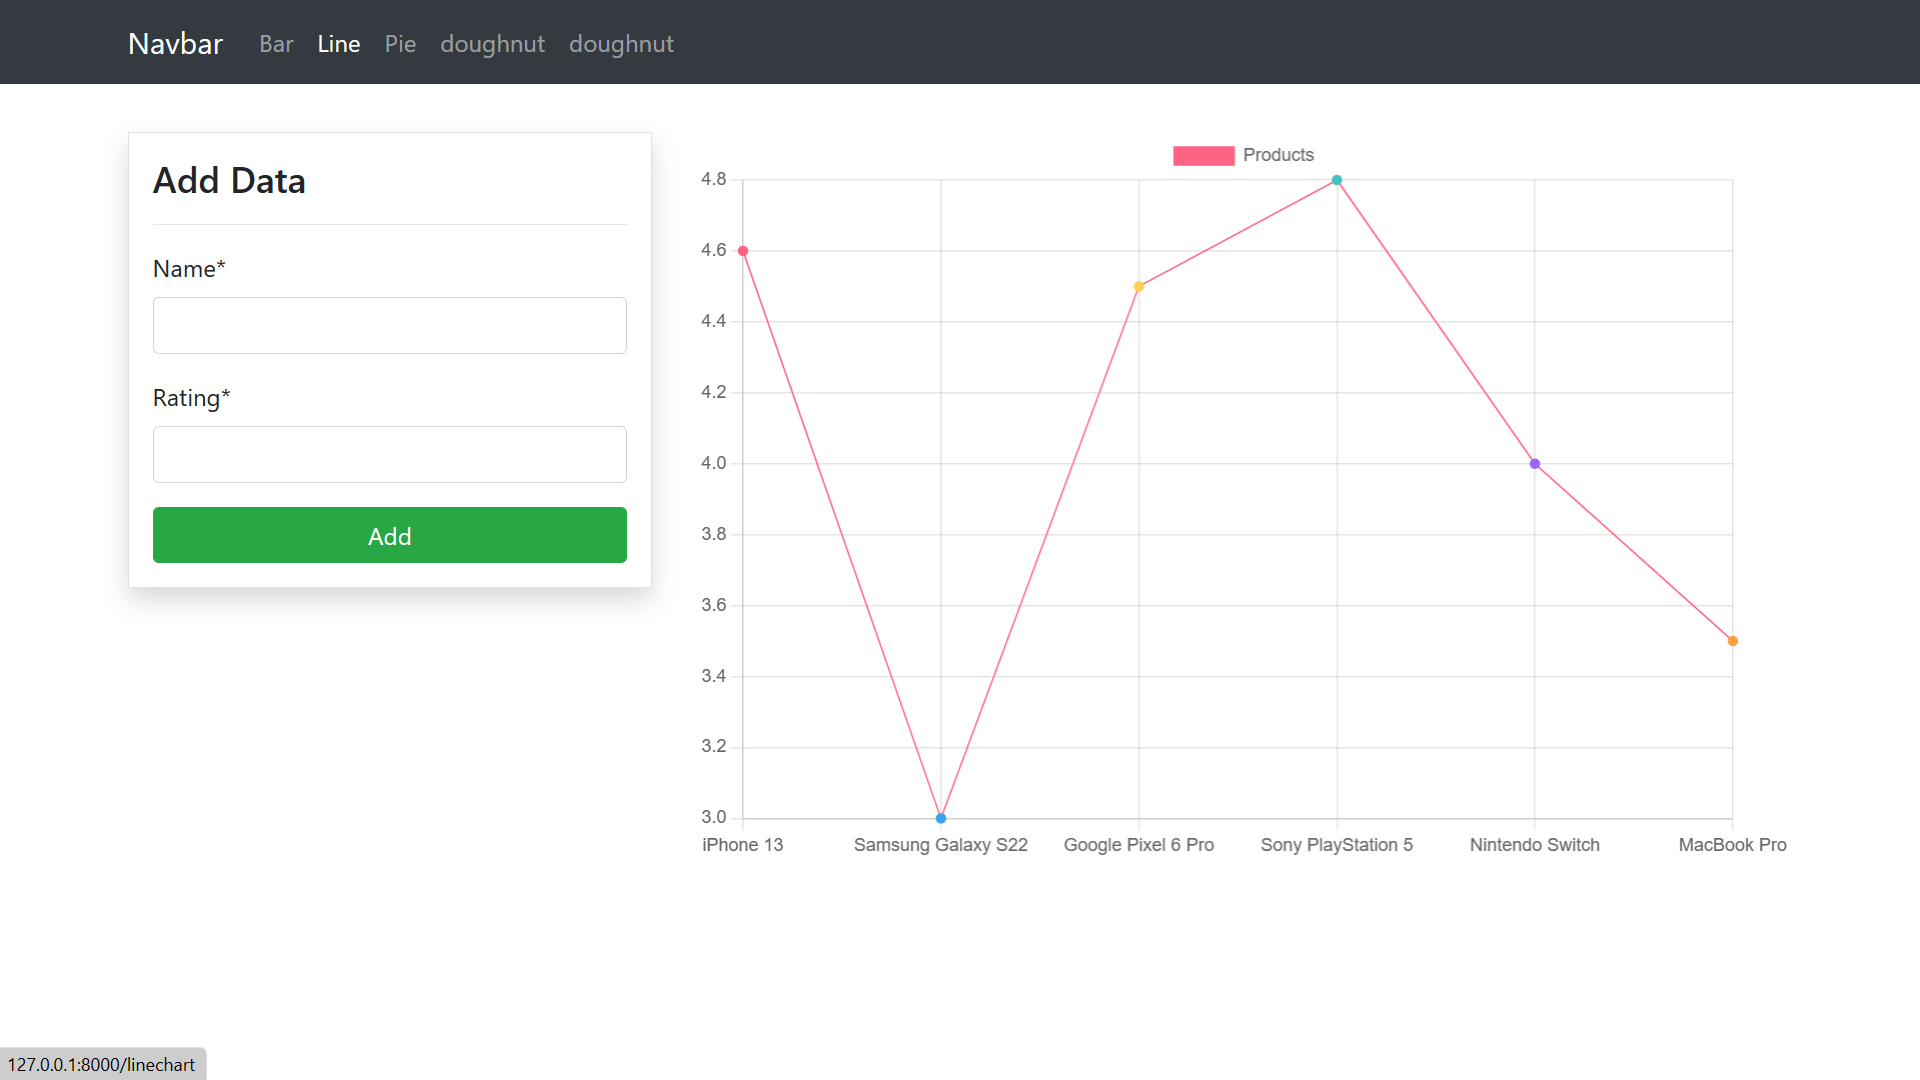 Navbar Bar Line Pie doughnut doughnut
Add Data
Name*
Rating*
Add
Products
4.8
4.6
4.4
4.2
4.0
3.8
3.6
3.4
3.2
3.0
iPhone 13 Samsung Galaxy S22 Google Pixel 6 Pro Sony PlayStation 5 Nintendo Switch MacBook Pro
127.0.0.1:8000/linechart